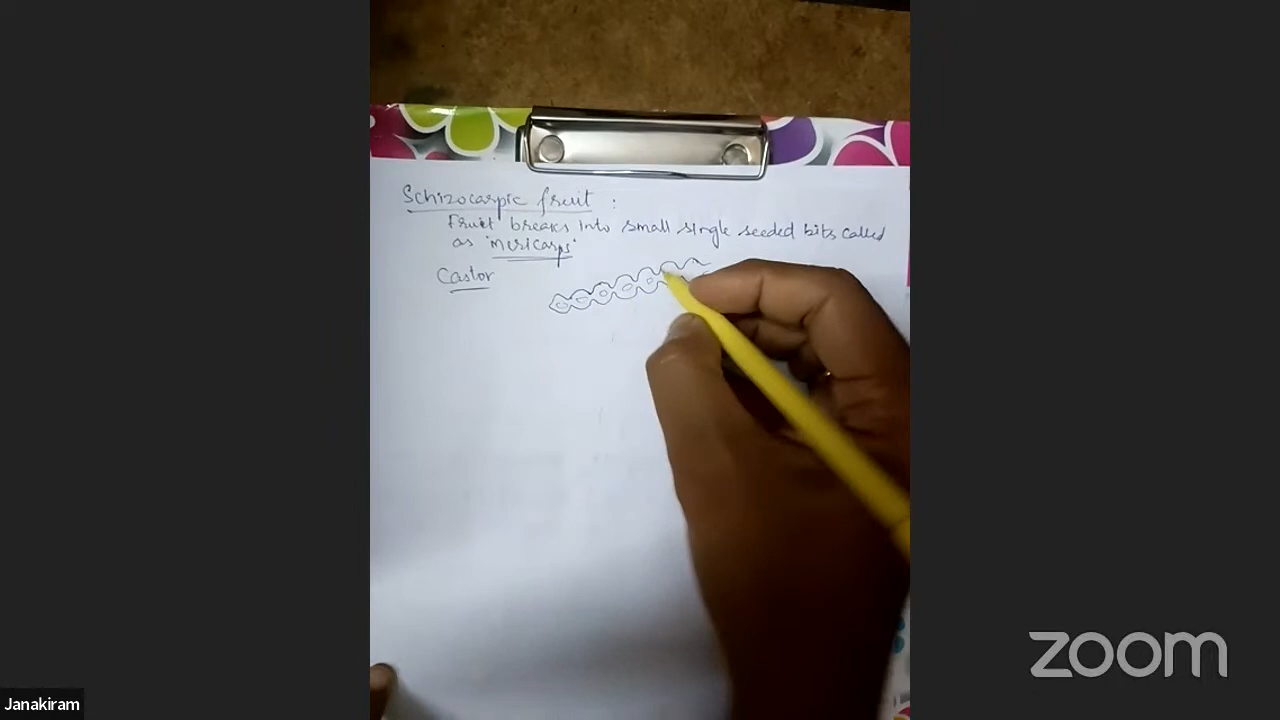 Schizocarpic fruit :
Fruit breaks into small single seeded bits called
as "Mericarps"
Castor
zoom
Janakiram